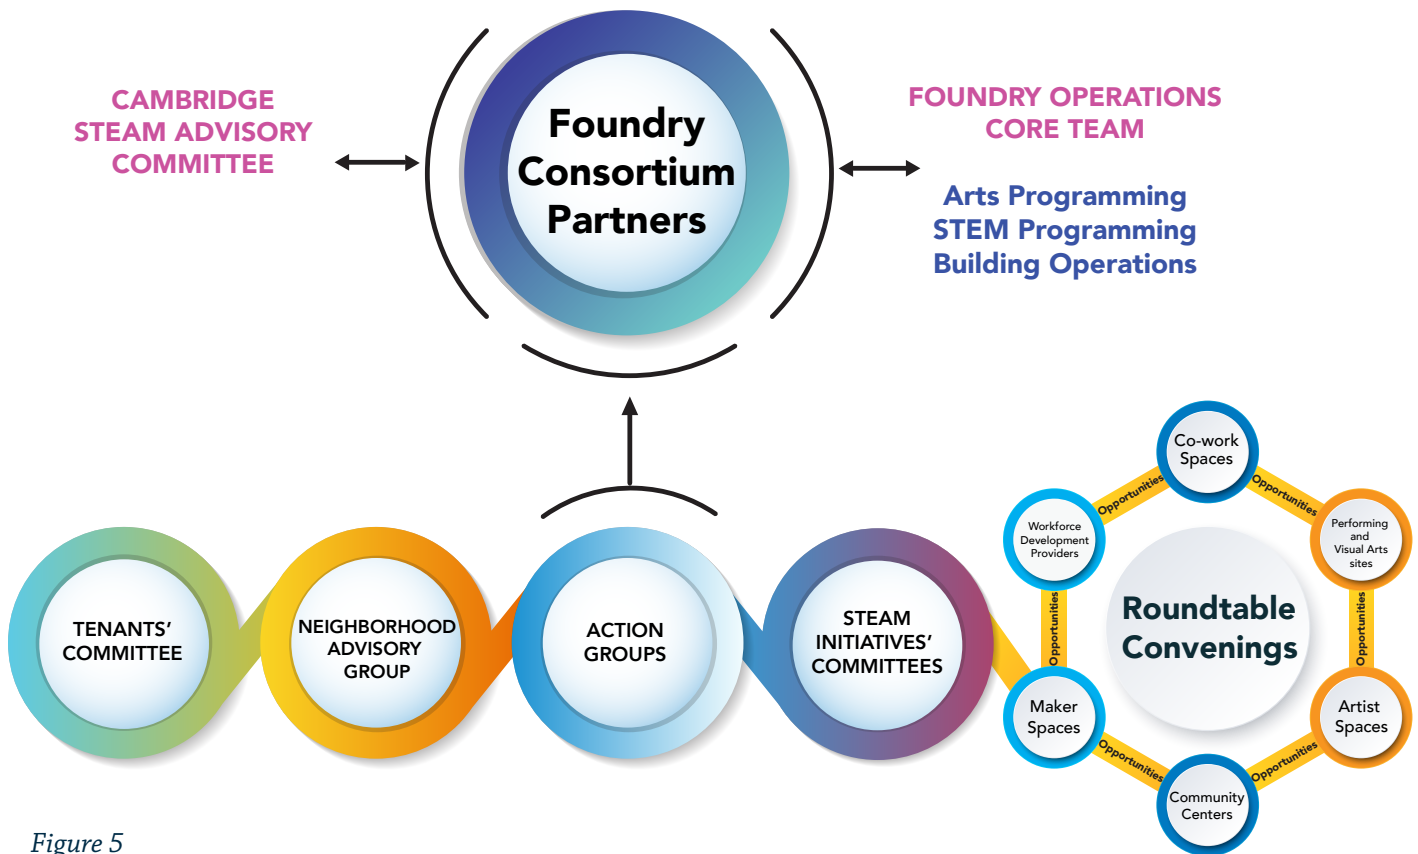 CAMBRIDGE
STEAM ADVISORY
COMMITTEE
Foundry
Consortium
Partners
FOUNDRY OPERATIONS
CORE TEAM
Arts Programming
STEM Programming
Building Operations
TENANTS'
COMMITTEE
NEIGHBORHOOD
ADVISORY
GROUP
ACTION
GROUPS
STEAM
INITIATIVES'
COMMITTEES
Roundtable
Convenings
Co-work
Spaces
Opportunities
Performing
and
Visual Arts
sites
Opportunities
Artist
Spaces
Opportunities
Community
Centers
Opportunities
Maker
Spaces
Opportunities
Workforce
Development
Providers
Opportunities
Figure 5